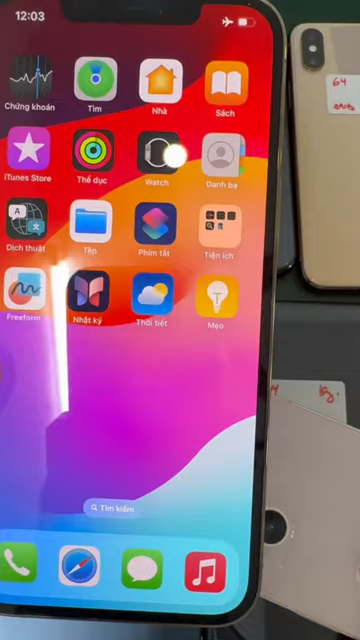 12:03
64
Chứng khoán
Tìm
Nhà
Sách
iTunes Store
Thể dục
Watch
Danh bạ
Dịch thuật
Tệp
Phím tắt
Tiện ích
Freeform
Nhật ký
Thời tiết
Mẹo
Tìm kiếm